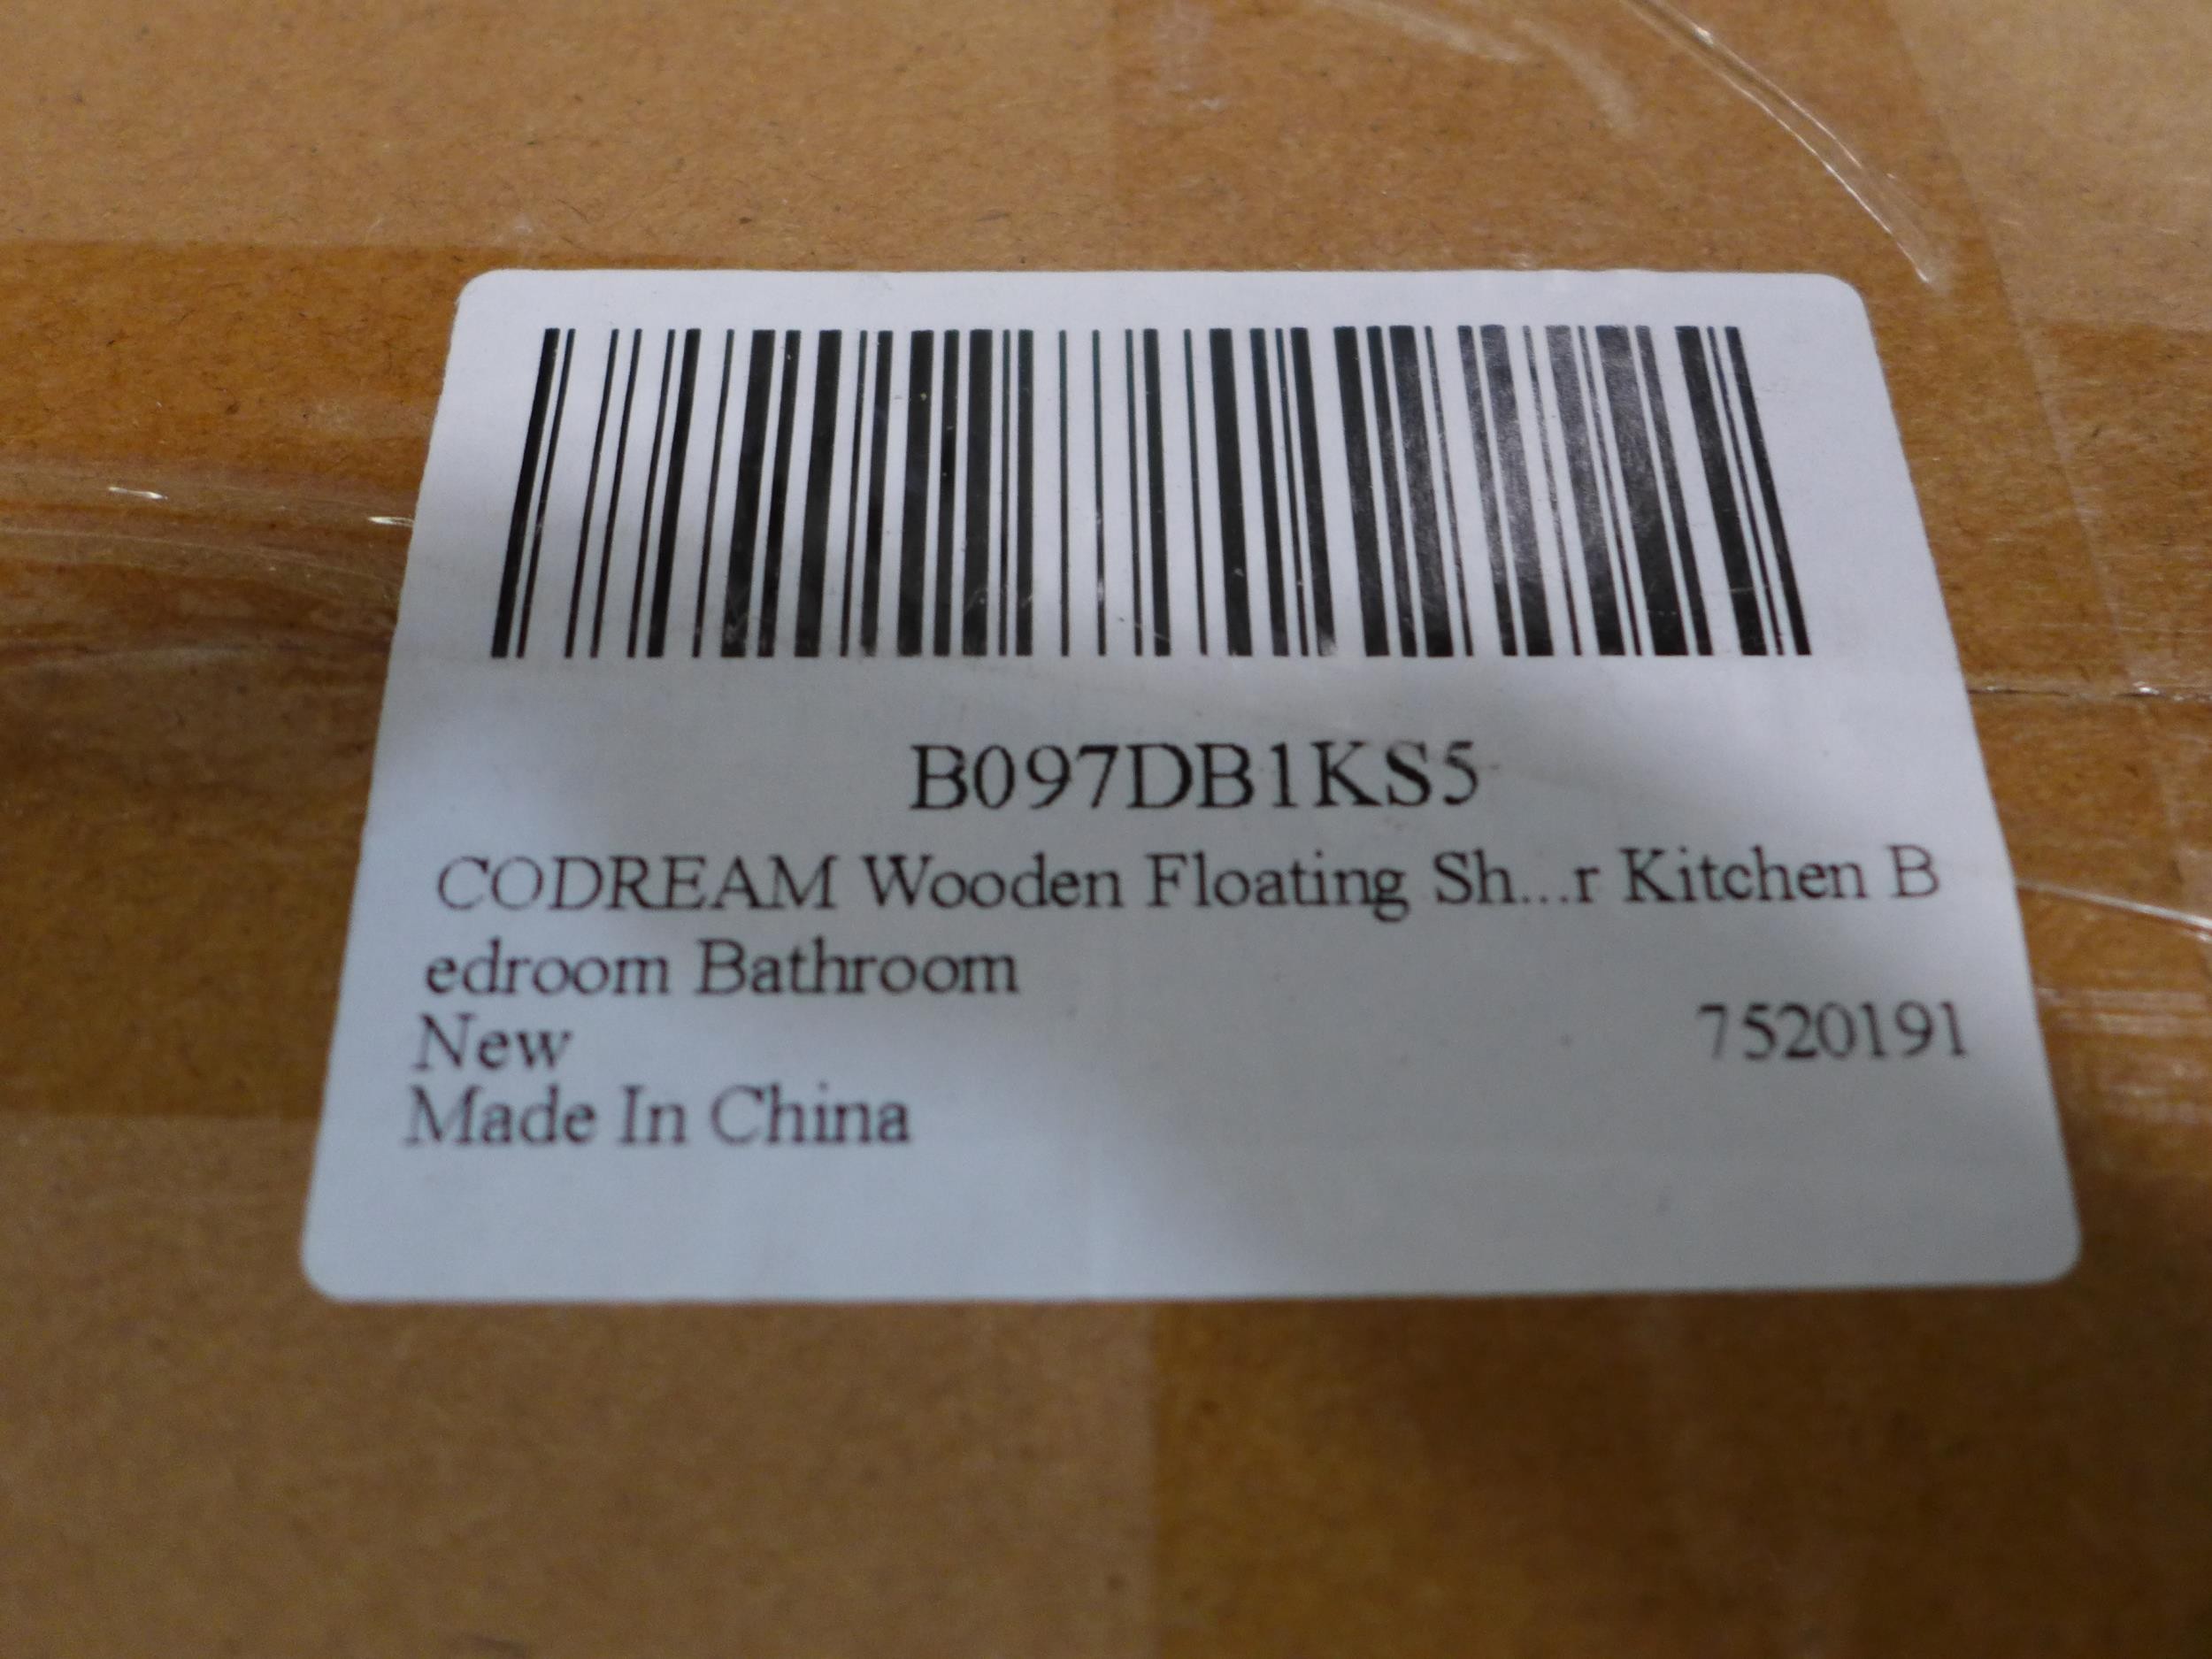 B097DB1KS5
CODREAM Wooden Floating Sh...r Kitchen B
edroom Bathroom
New
7520191
Made In China